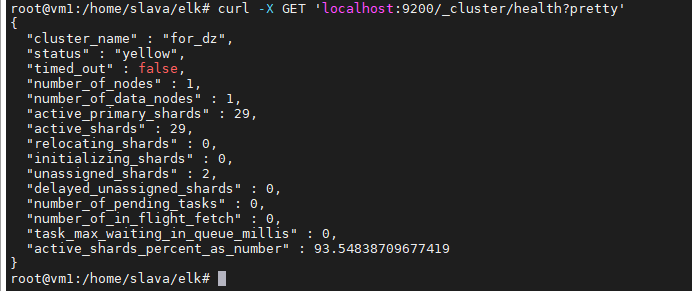 root@vm1:/home/slava/elk# curl -X GET 'localhost:9200/_cluster/health?pretty'
{
  "cluster_name" : "for_dz",
  "status" : "yellow",
  "timed_out" : false,
  "number_of_nodes" : 1,
  "number_of_data_nodes" : 1,
  "active_primary_shards" : 29,
  "active_shards" : 29,
  "relocating_shards" : 0,
  "initializing_shards" : 0,
  "unassigned_shards" : 2,
  "delayed_unassigned_shards" : 0,
  "number_of_pending_tasks" : 0,
  "number_of_in_flight_fetch" : 0,
  "task_max_waiting_in_queue_millis" : 0,
  "active_shards_percent_as_number" : 93.54838709677419
}
root@vm1:/home/slava/elk#